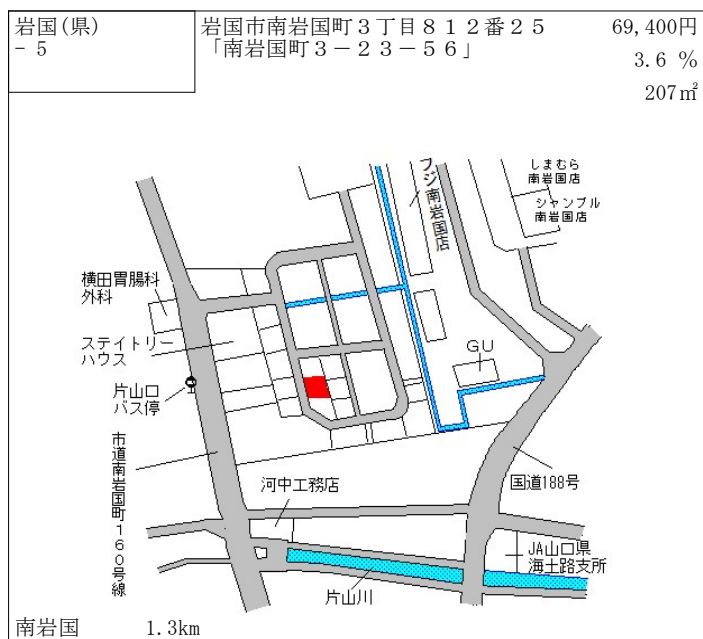 岩国(県)
- 5
岩国市南岩国町3丁目812番25
「南岩国町3-23-56」
69,400円
3.6 %
207㎡
しまむら
南岩国店
シャンブル
南岩国店
フジ南岩国店
横田胃腸科
外科
ステイトリー
ハウス
GU
片山口
バス停
市道南岩国町160号線
河中工務店
国道188号
JA山口県
海土路支所
片山川
南岩国 1.3km